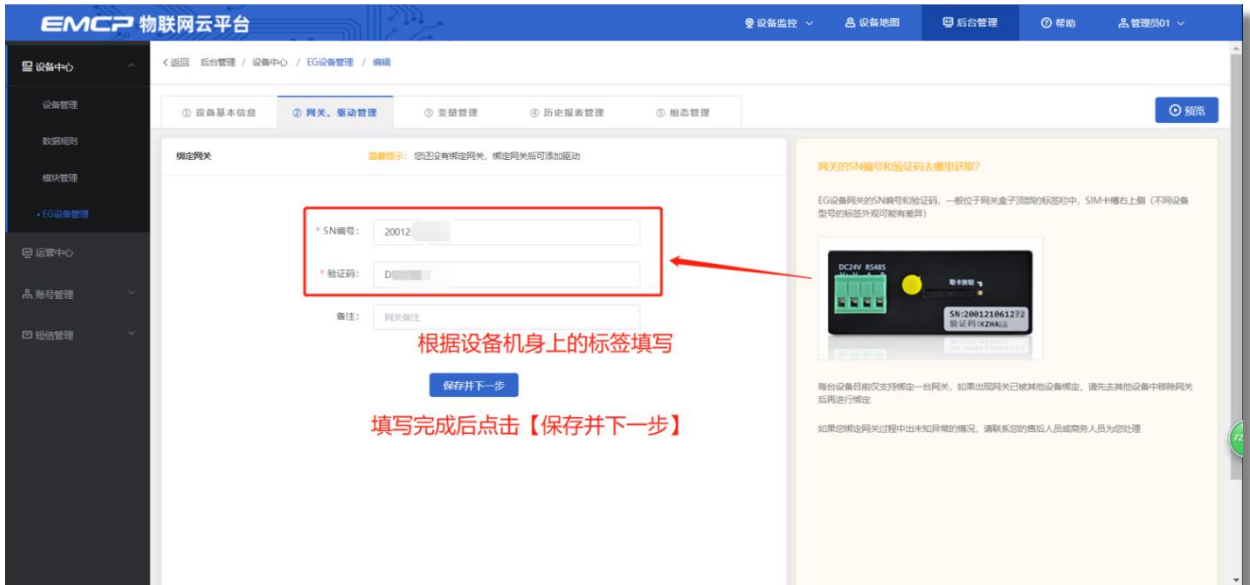 EMCP 物联网云平台
设备监控
设备地图
后台管理
帮助
管理员01
设备中心
设备管理
数据规则
模块管理
EG设备管理
运营中心
账号管理
短信管理
返回 后台管理 / 设备中心 / EG设备管理 / 编辑
① 设备基本信息
② 网关、驱动管理
③ 变量管理
④ 历史报表管理
⑤ 组态管理
预览
绑定网关
温馨提示: 您还没有绑定网关，绑定网关后可添加驱动
* SN编号: 20012
* 验证码: D
备注: 网关备注
根据设备机身上的标签填写
保存并下一步
填写完成后点击【保存并下一步】
网关的SN编号和验证码去哪里获取?
EG设备网关的SN编号和验证码，一般位于网关盒子顶部的标签栏中，SIM卡槽右上侧（不同设备
型号的标签外观可能有差异）
DC24V RS485
SN:200121061272
验证码:KZHA
每台设备目前仅支持绑定一台网关，如果出现网关已被其他设备绑定，请先去其他设备中移除网关
后再进行绑定
如果您绑定网关过程中出未知异常的情况，请联系您的售后人员或商务人员为您处理
72